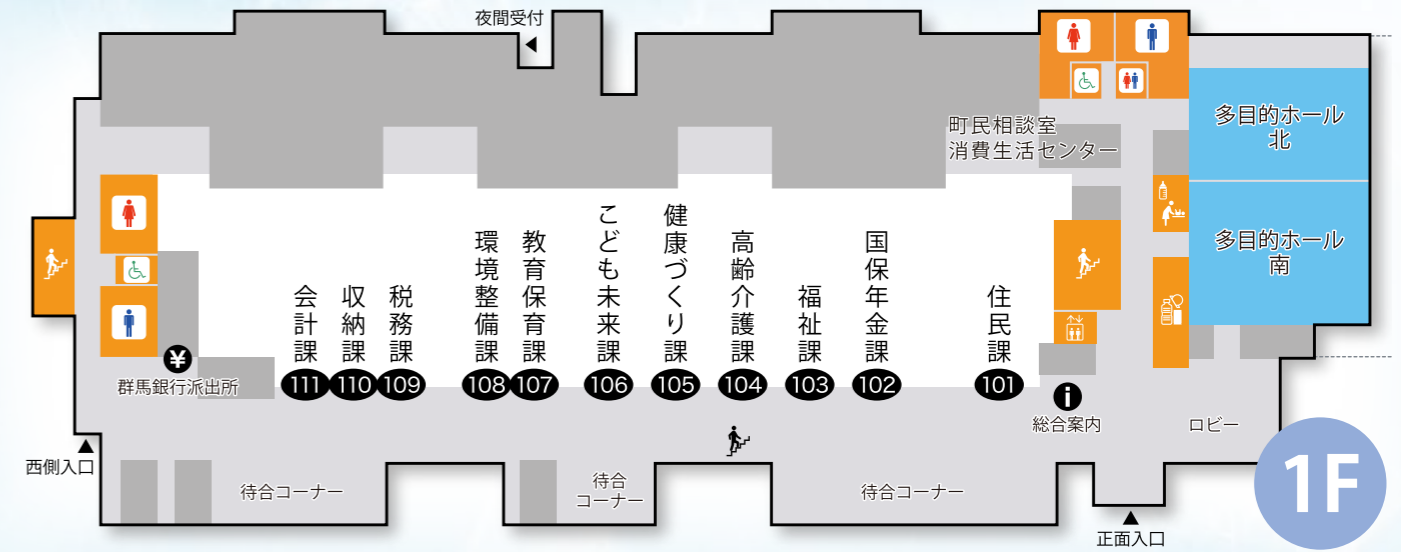 夜間受付
町民相談室
消費生活センター
多目的ホール
北
多目的ホール
南
会計課
111
収納課
110
税務課
109
環境整備課
108
教育保育課
107
こども未来課
106
健康づくり課
105
高齢介護課
104
福祉課
103
国保年金課
102
住民課
101
¥
群馬銀行派出所
i
総合案内
ロビー
西側入口
待合コーナー
待合
コーナー
待合コーナー
正面入口
1F